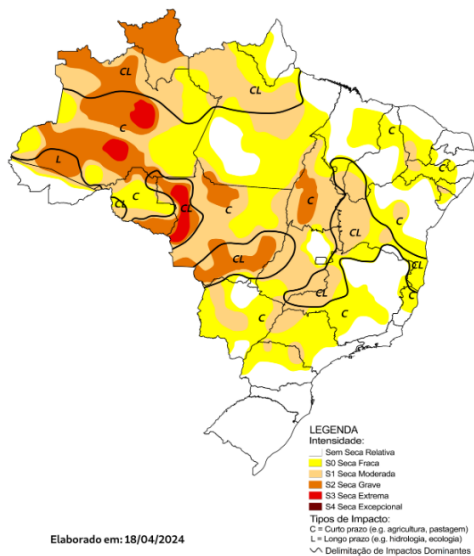 CL
CL
C
L
C
CL
CL
C
CL
C
C
C
CL
CL
CL
C
C
C
LEGENDA
Intensidade:
Sem Seca Relativa
S0 Seca Fraca
S1 Seca Moderada
S2 Seca Grave
S3 Seca Extrema
S4 Seca Excepcional
Tipos de Impacto:
C = Curto prazo (e.g. agricultura, pastagem)
L = Longo prazo (e.g. hidrologia, ecologia)
Delimitação de Impactos Dominantes
Elaborado em: 18/04/2024